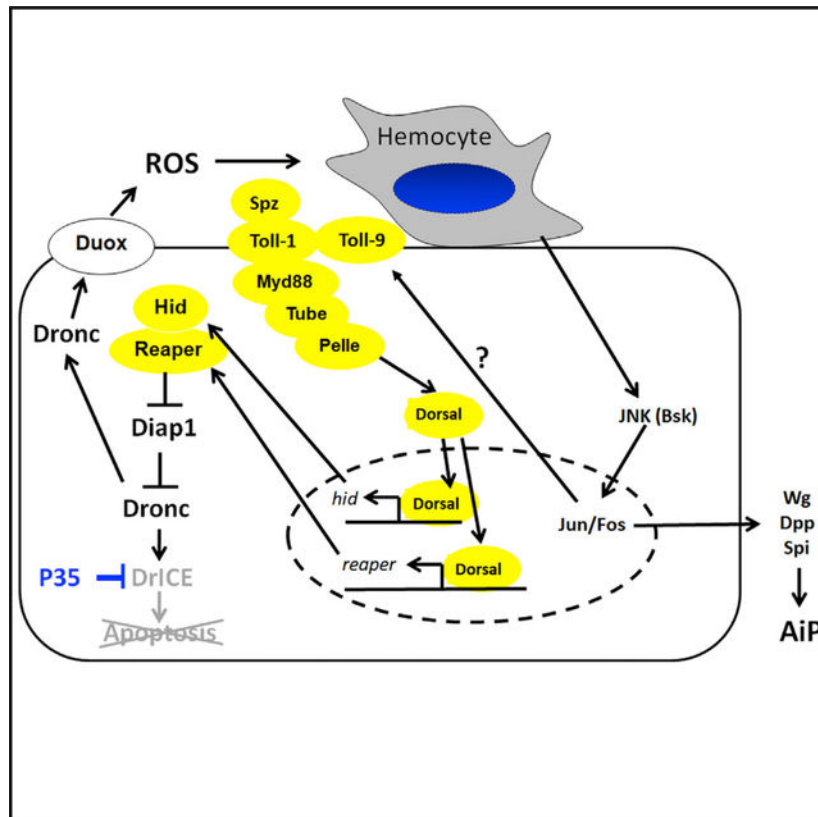 Hemocyte
ROS
Spz
Duox
Toll-1
Toll-9
Myd88
Hid
Tube
Dronc
Reaper
Pelle
?
Diap1
Dorsal
JNK (Bsk)
Dronc
hid
Dorsal
Wg
Jun/Fos
Dpp
Spi
reaper
Dorsal
P35
DrICE
Apoptosis
AiP